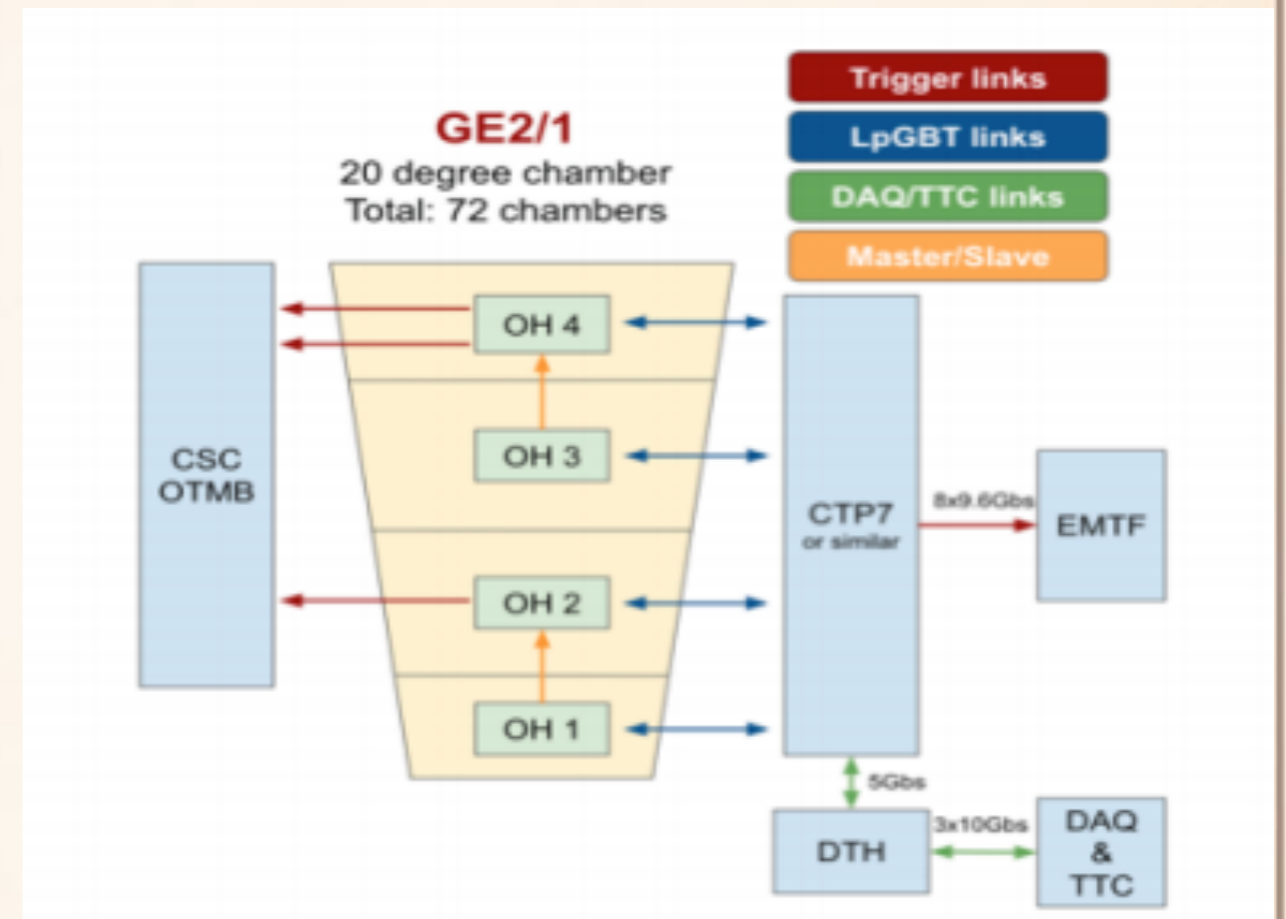 Trigger links
LpGBT links
DAQ/TTC links
Master/Slave
GE2/1
20 degree chamber
Total: 72 chambers
CSC
OTMB
OH 4
OH 3
OH 2
OH 1
CTP7
or similar
8x9.6Gbs
EMTF
5Gbs
DTH
3x10Gbs
DAQ
&
TTC